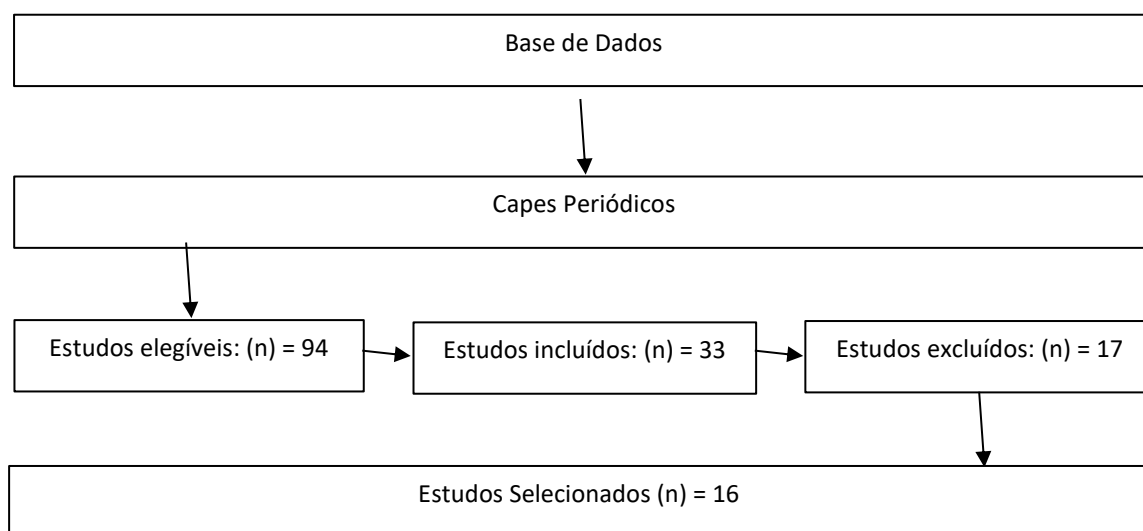 Base de Dados
Capes Periódicos
Estudos elegíveis: (n) = 94
Estudos incluídos: (n) = 33
Estudos excluídos: (n) = 17
Estudos Selecionados (n) = 16